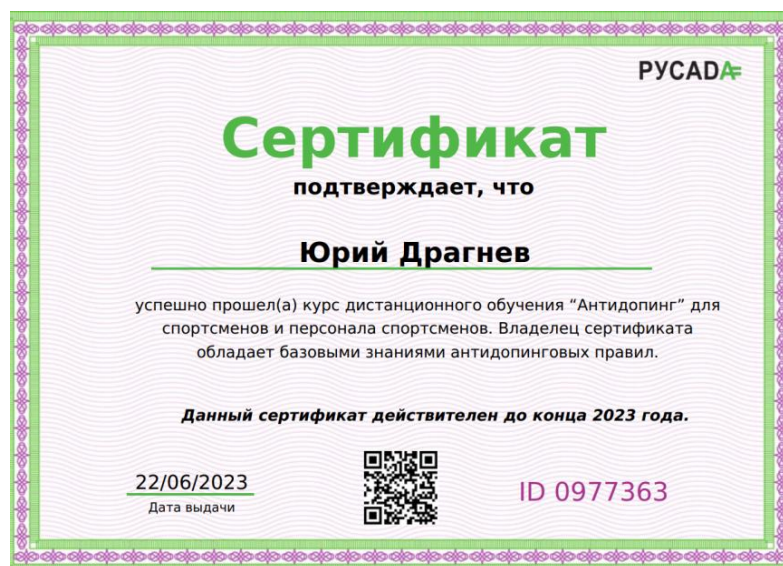 РУСАДА
Сертификат
подтверждает, что
Юрий Драгнев
успешно прошел(а) курс дистанционного обучения “Антидопинг” для
спортсменов и персонала спортсменов. Владелец сертификата
обладает базовыми знаниями антидопинговых правил.
Данный сертификат действителен до конца 2023 года.
22/06/2023
Дата выдачи
ID 0977363